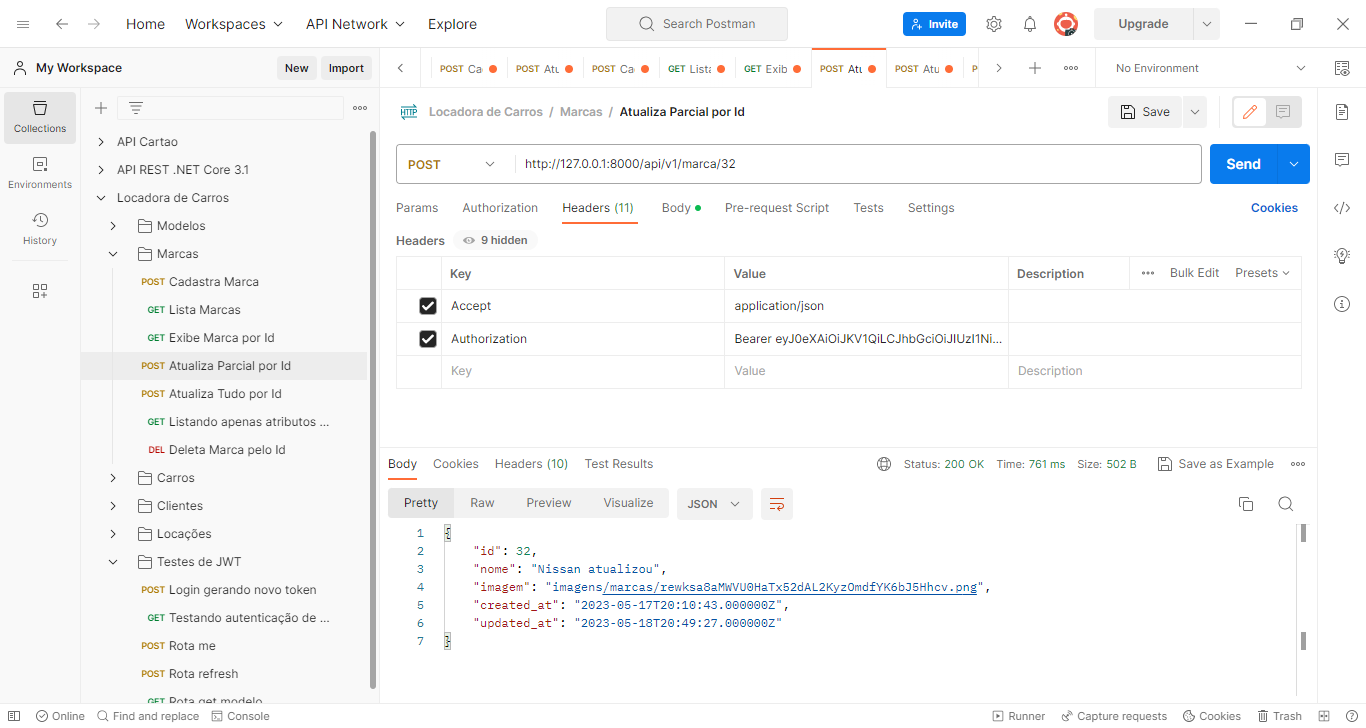 Home Workspaces API Network Explore Search Postman Invite Upgrade
My Workspace New Import
POST Ca POST Atu POST Ca GET Lista GET Exib POST Atu POST Atu P No Environment
Collections
Environments
History
API Cartao
API REST .NET Core 3.1
Locadora de Carros
Modelos
Marcas
POST Cadastra Marca
GET Lista Marcas
GET Exibe Marca por Id
POST Atualiza Parcial por Id
POST Atualiza Tudo por Id
GET Listando apenas atributos ...
DEL Deleta Marca pelo Id
Carros
Clientes
Locações
Testes de JWT
POST Login gerando novo token
GET Testando autenticação de ...
POST Rota me
POST Rota refresh
GET Rota get modelo
HTTP Locadora de Carros / Marcas / Atualiza Parcial por Id Save
POST http://127.0.0.1:8000/api/v1/marca/32 Send
Params Authorization Headers (11) Body Pre-request Script Tests Settings Cookies
Headers 9 hidden
Key Value Description Bulk Edit Presets
Accept application/json
Authorization Bearer eyJ0eXAiOiJKV1QiLCJhbGciOiJIUzI1Ni...
Key Value Description
Body Cookies Headers (10) Test Results Status: 200 OK Time: 761 ms Size: 502 B Save as Example
Pretty Raw Preview Visualize JSON
1 {
2 "id": 32,
3 "nome": "Nissan atualizou",
4 "imagem": "imagens/marcas/rewksa8aMWVU0HaTx52dAL2KyzOmdfYK6bJ5Hhcv.png",
5 "created_at": "2023-05-17T20:10:43.000000Z",
6 "updated_at": "2023-05-18T20:49:27.000000Z"
7 }
Online Find and replace Console Runner Capture requests Cookies Trash